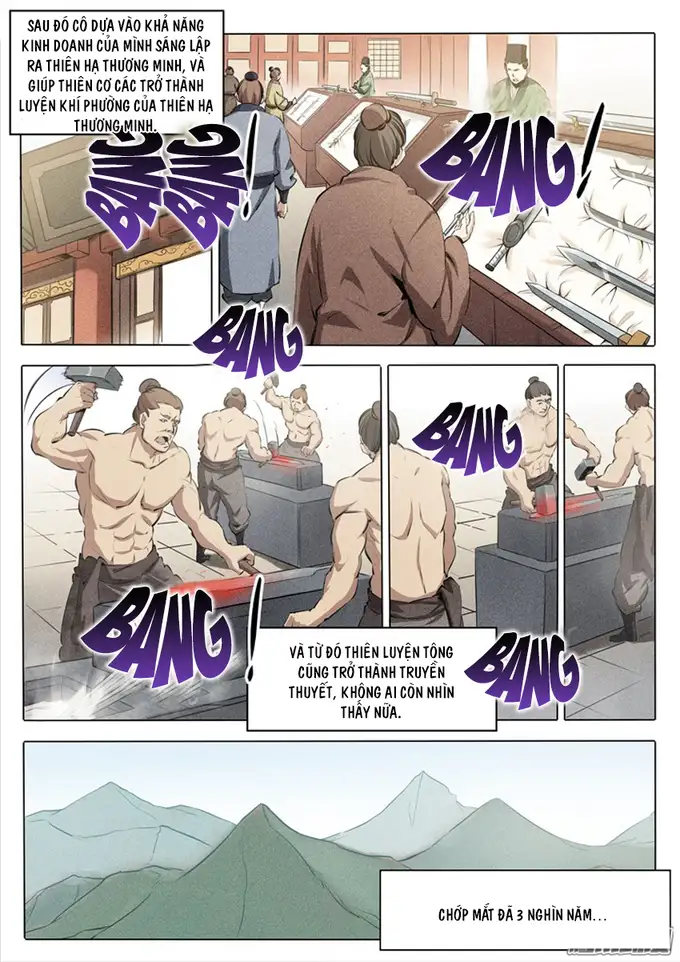 SAU ĐÓ CÔ DỰA VÀO KHẢ NĂNG
KINH DOANH CỦA MÌNH SÁNG LẬP
RA THIÊN HẠ THƯƠNG MINH, VÀ
GIÚP THIÊN CƠ CÁC TRỞ THÀNH
LUYỆN KHÍ PHƯỜNG CỦA THIÊN HẠ
THƯƠNG MINH.
BANG
BANG!
BANG!
BANG
BANG
BANG!
BANG
VÀ TỪ ĐÓ THIÊN LUYỆN TÔNG
CŨNG TRỞ THÀNH TRUYỀN
THUYẾT, KHÔNG AI CÒN NHÌN
THẤY NỮA.
CHỚP MẮT ĐÃ 3 NGHÌN NĂM...